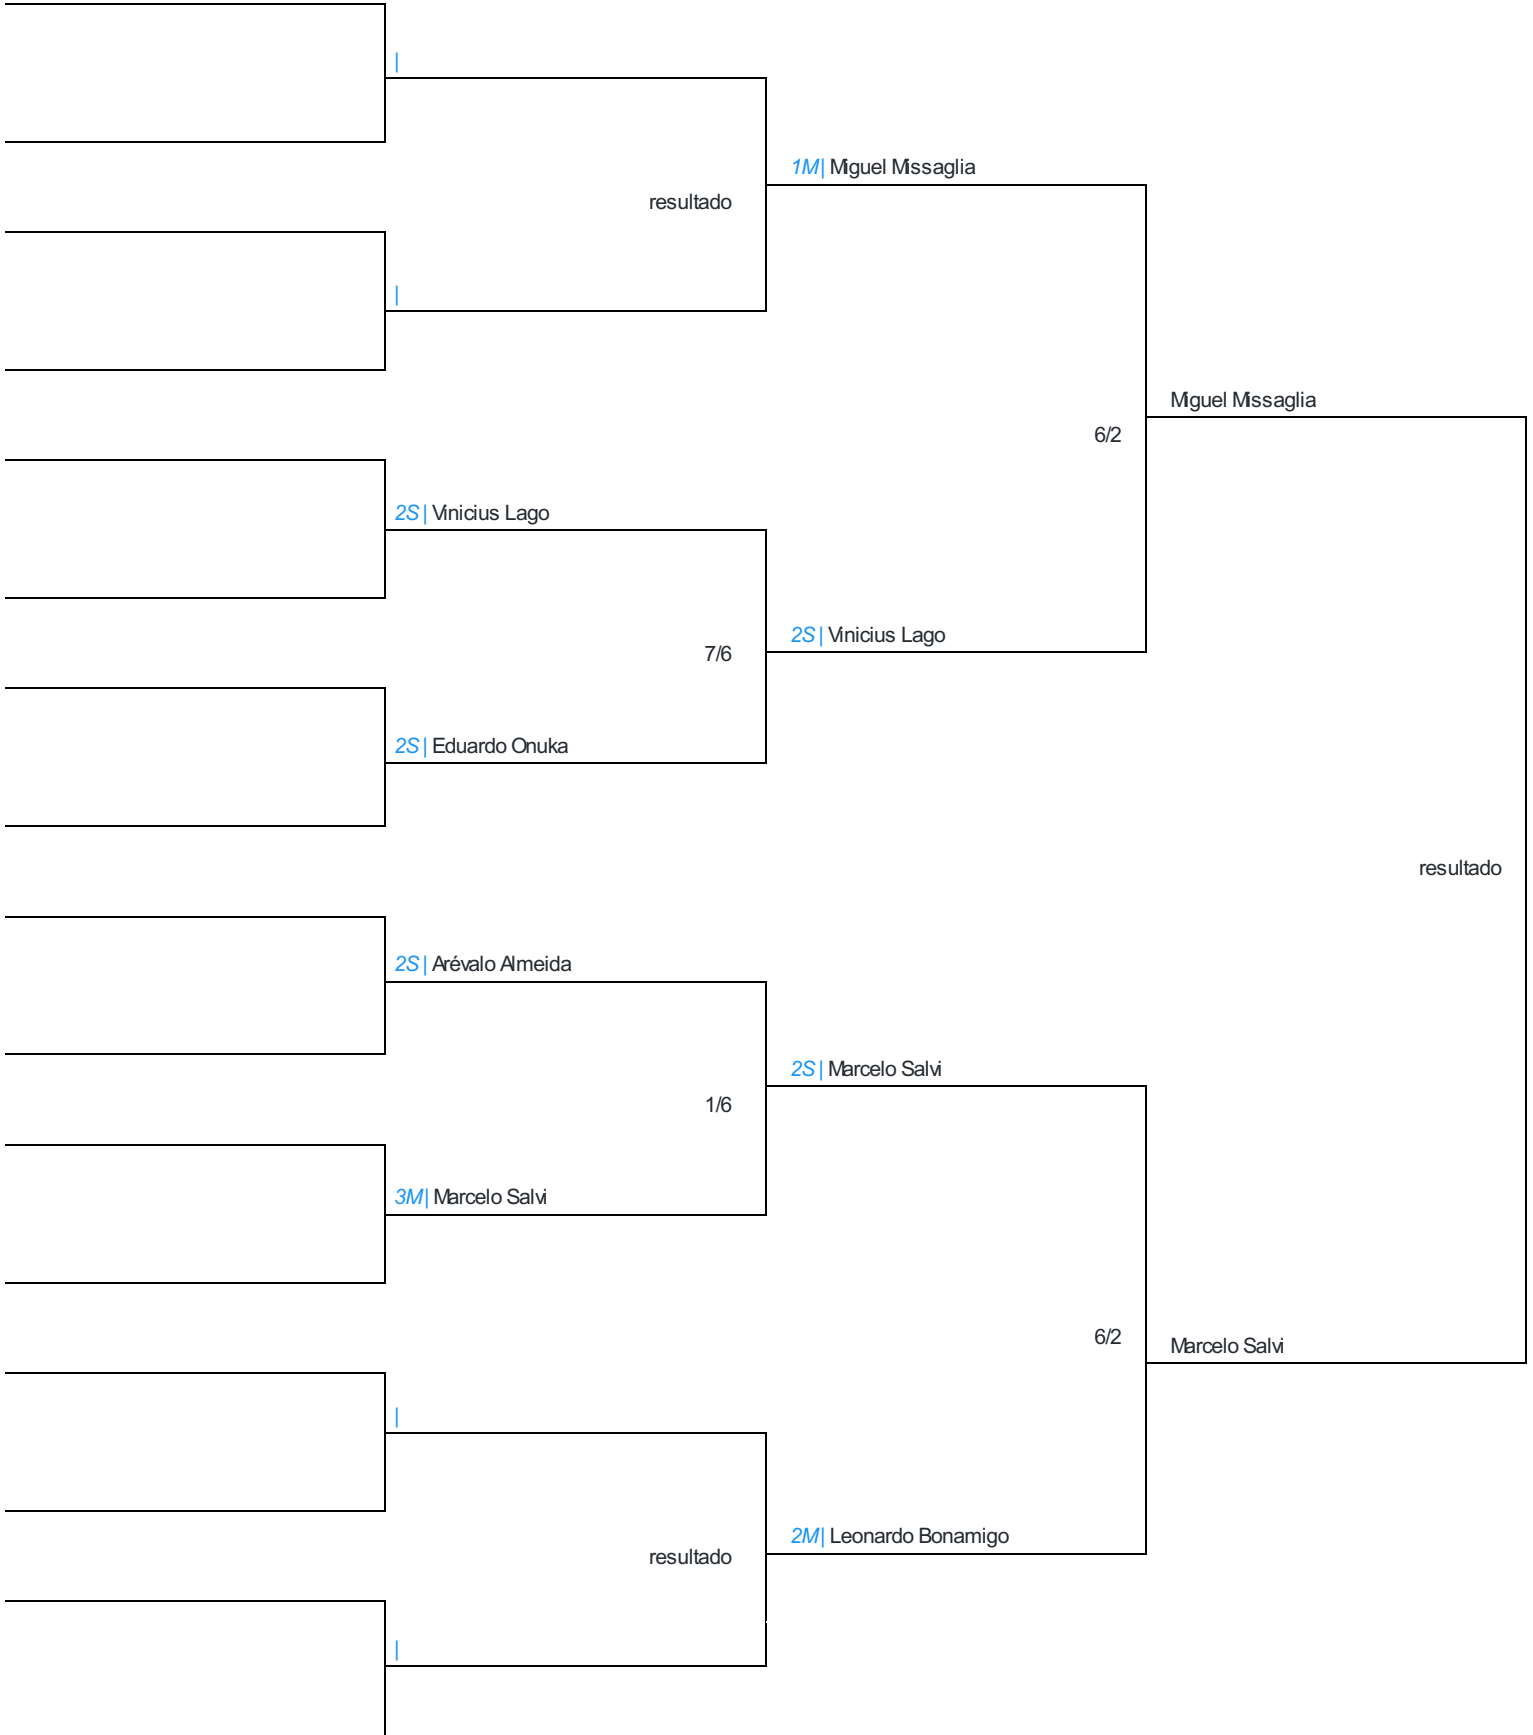 |
1M| Miguel Missaglia
resultado
|
Miguel Missaglia
6/2
2S| Vinicius Lago
2S| Vinicius Lago
7/6
2S| Eduardo Onuka
resultado
2S| Arévalo Almeida
2S| Marcelo Salvi
1/6
3M| Marcelo Salvi
6/2
Marcelo Salvi
|
2M| Leonardo Bonamigo
resultado
|